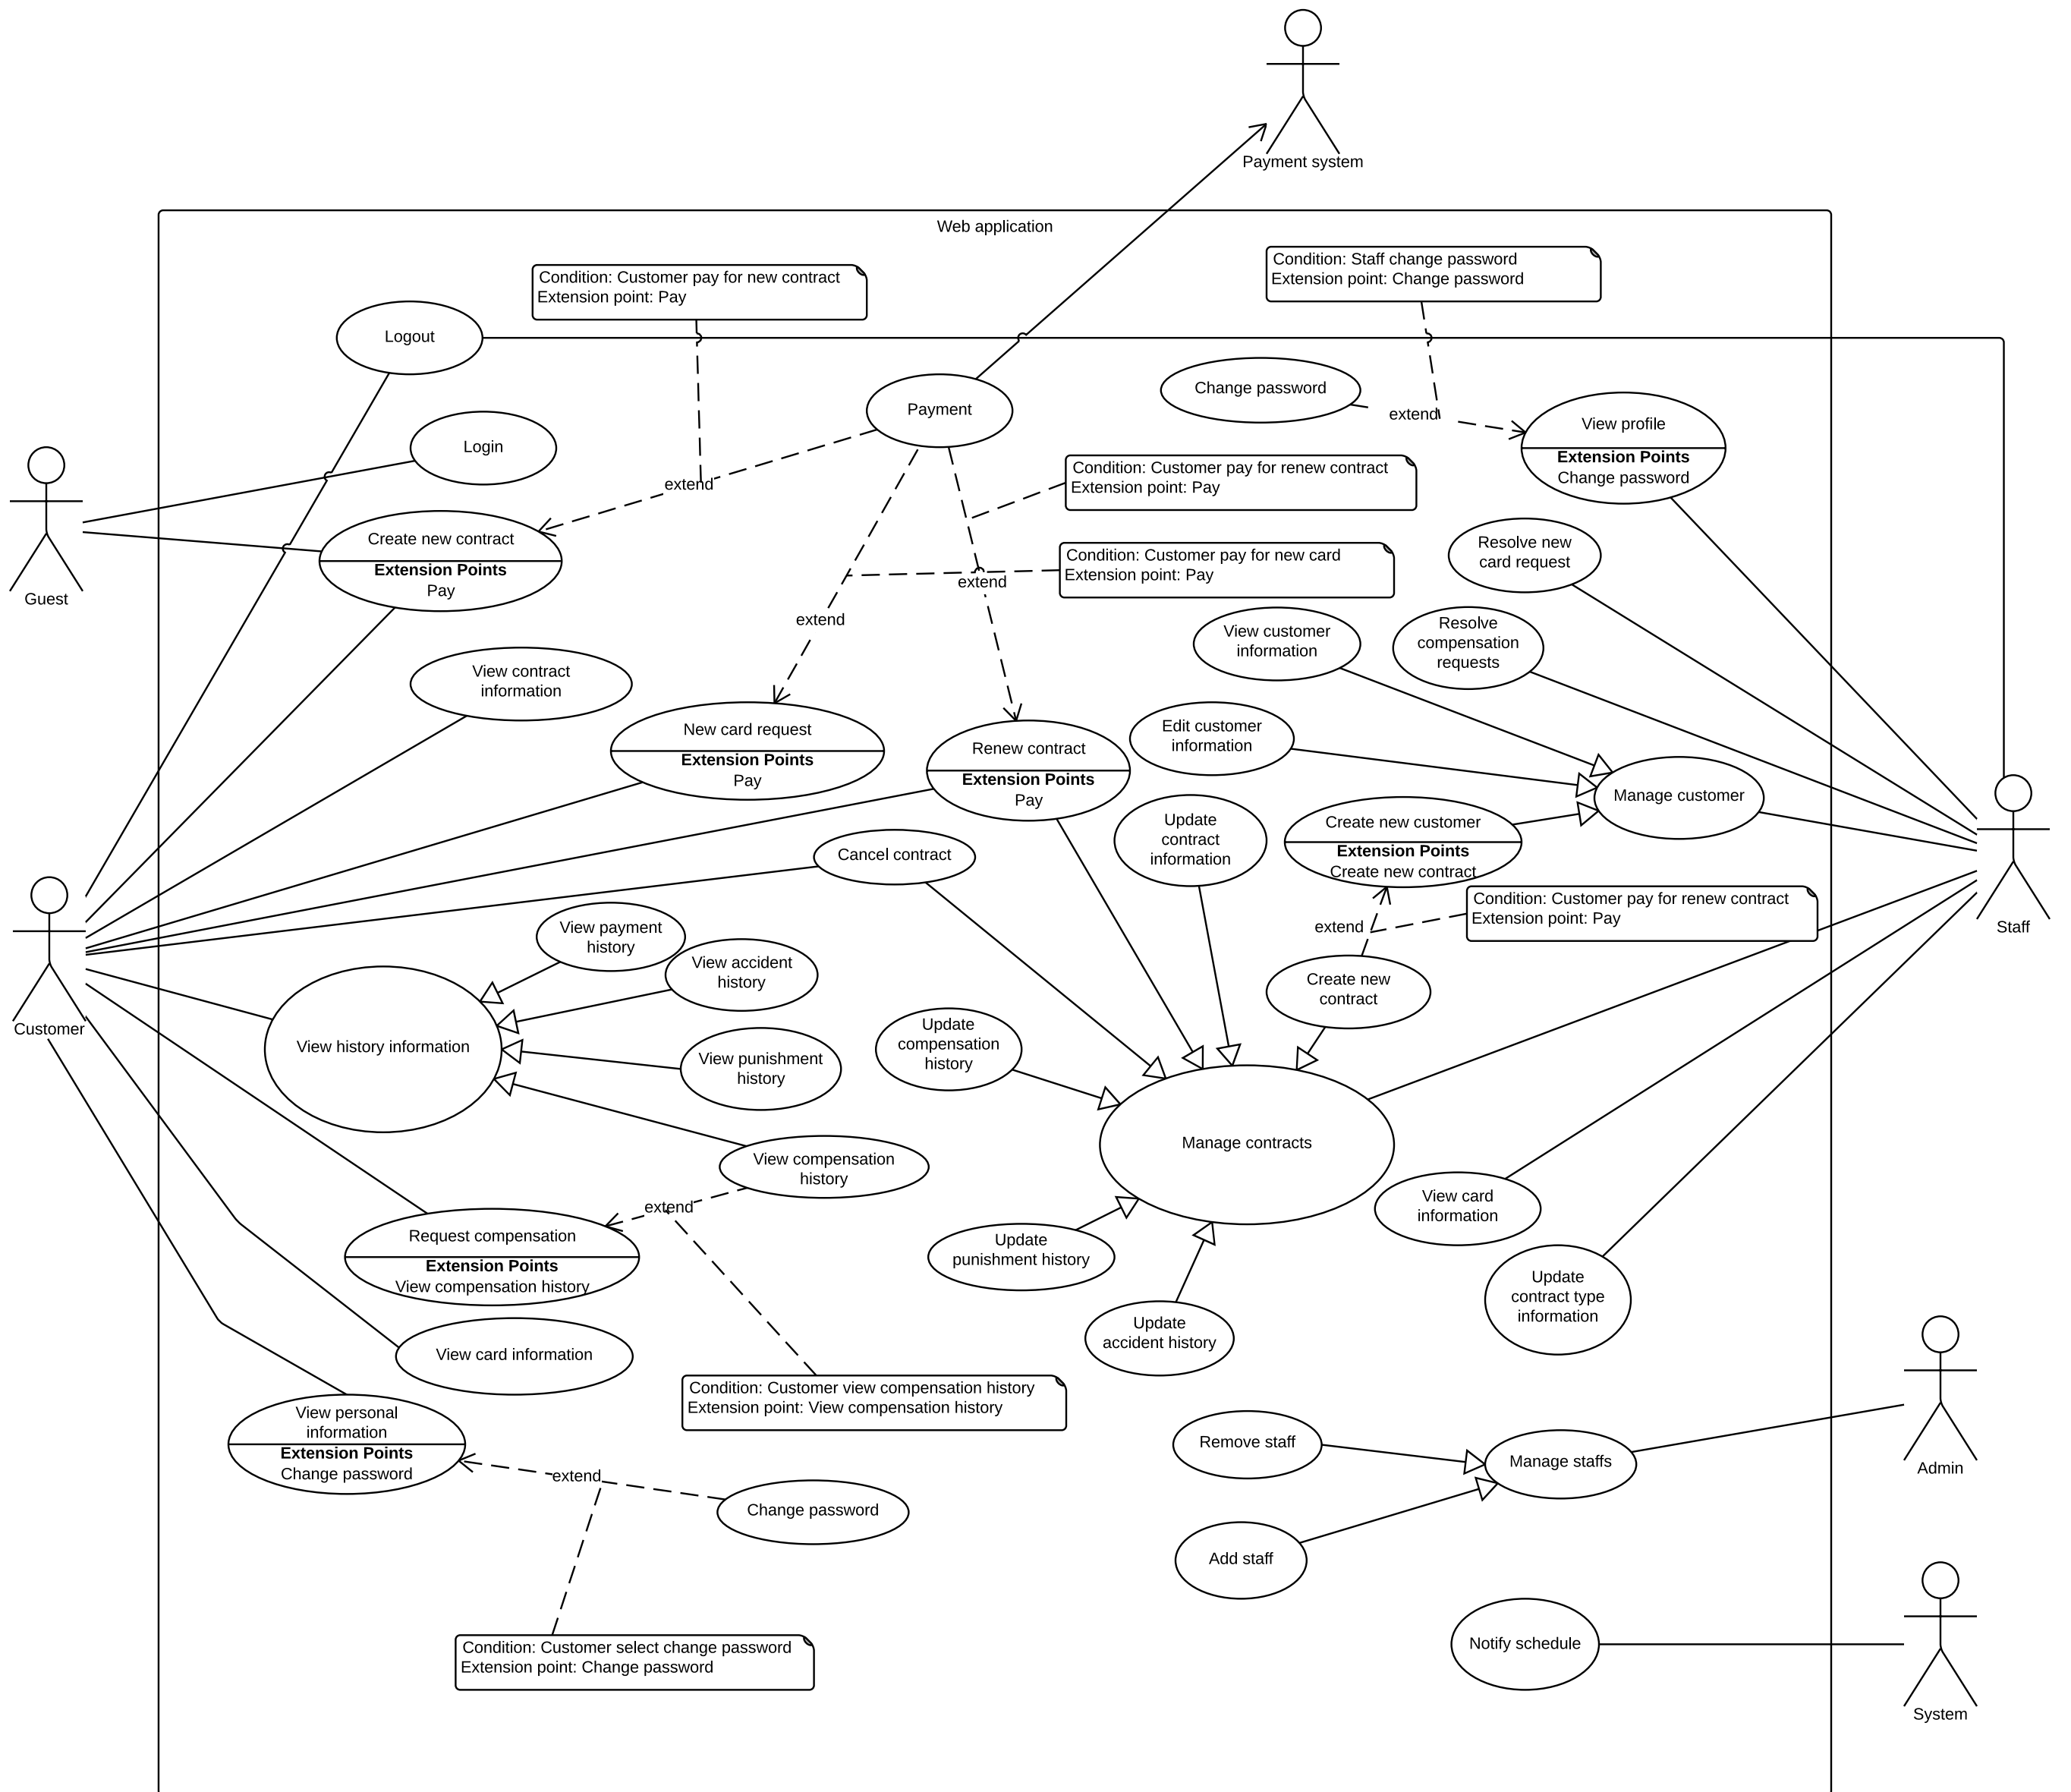 Payment system
Web application
Condition: Customer pay for new contract
Extension point: Pay
Condition: Staff change password
Extension point: Change password
Logout
Change password
extend
Payment
View profile
Extension Points
Change password
Login
Condition: Customer pay for renew contract
Extension point: Pay
extend
Create new contract
Extension Points
Pay
Guest
Condition: Customer pay for new card
Extension point: Pay
extend
extend
Resolve new
card request
View customer
information
Resolve
compensation
requests
View contract
information
New card request
Extension Points
Pay
Renew contract
Extension Points
Pay
Edit customer
information
Manage customer
Update
contract
information
Create new customer
Extension Points
Create new contract
Cancel contract
Condition: Customer pay for renew contract
Extension point: Pay
extend
Staff
View payment
history
View accident
history
Create new
contract
Customer
View history information
View punishment
history
Update
compensation
history
Manage contracts
View compensation
history
extend
View card
information
Request compensation
Extension Points
View compensation history
Update
punishment history
Update
contract type
information
Update
accident history
View card information
Condition: Customer view compensation history
Extension point: View compensation history
View personal
information
Extension Points
Change password
extend
Change password
Remove staff
Manage staffs
Admin
Add staff
Condition: Customer select change password
Extension point: Change password
Notify schedule
System